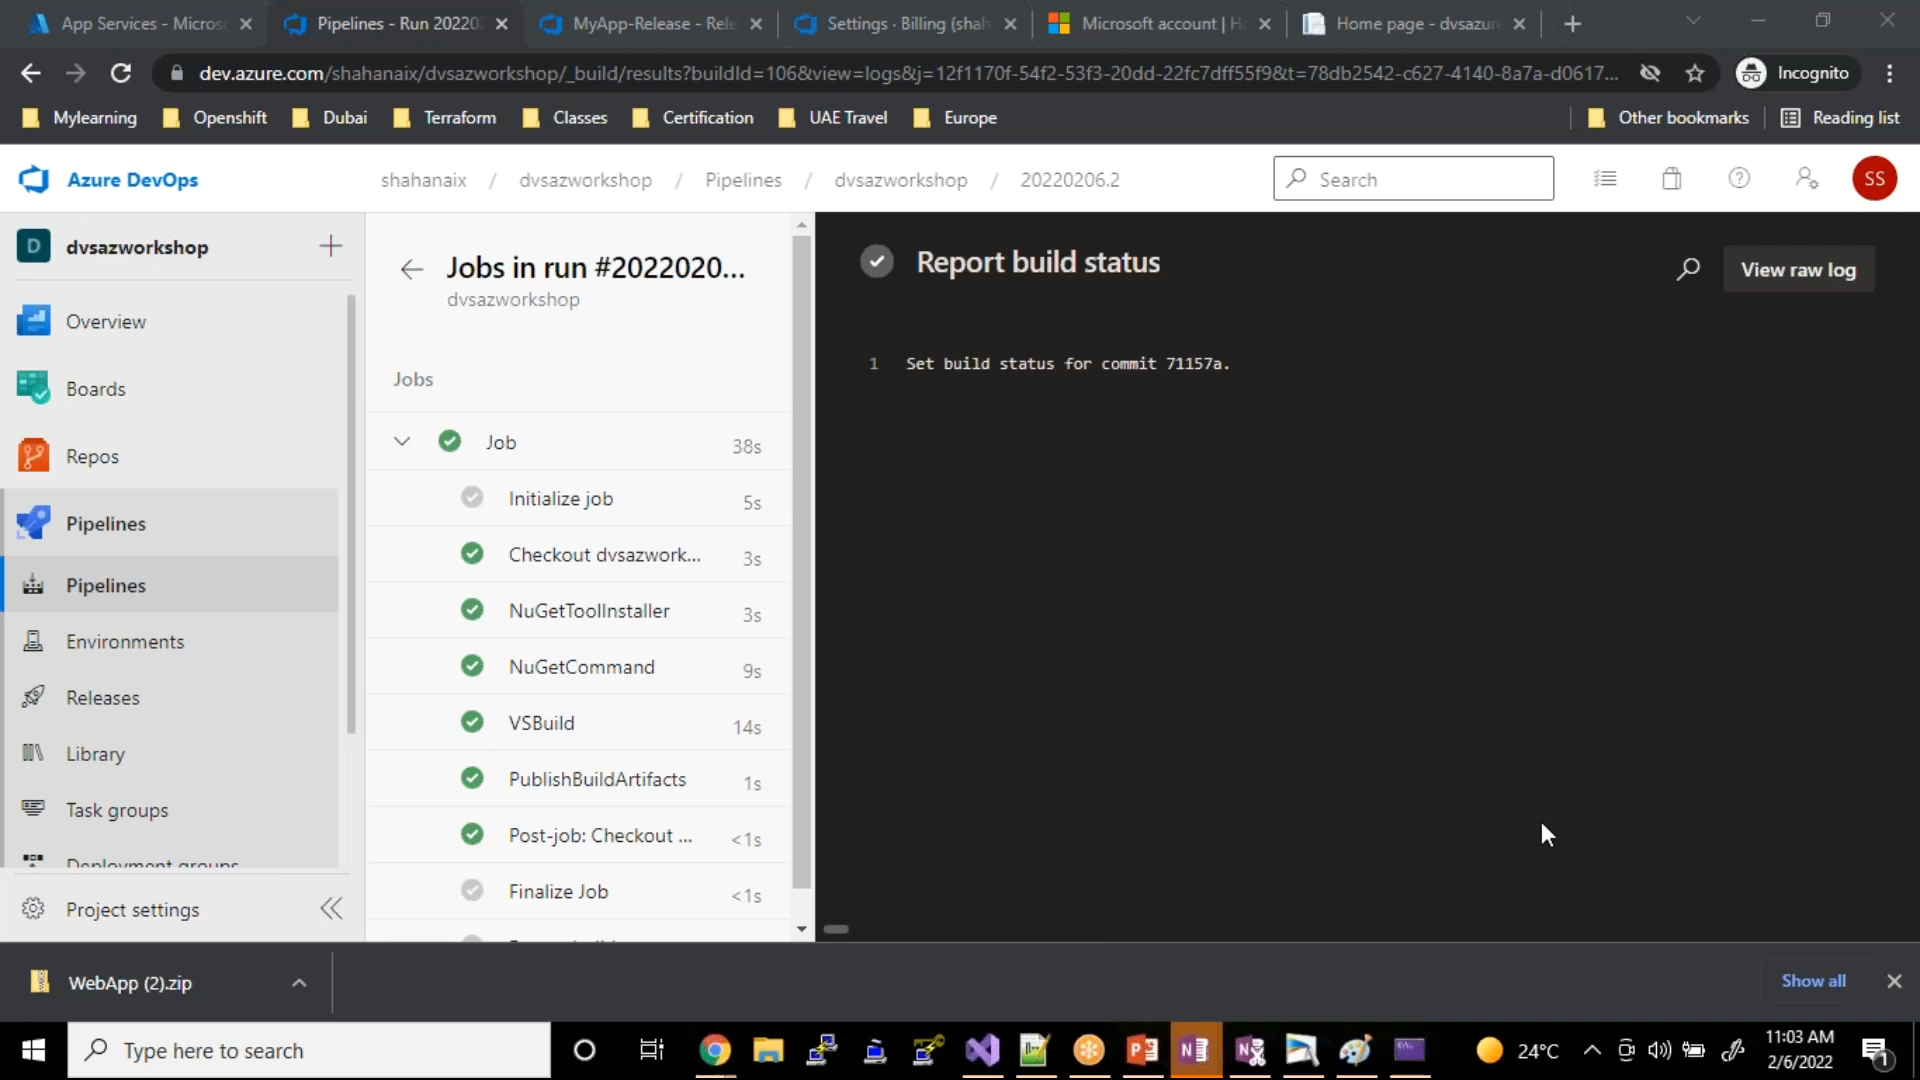 App Services - Micros
Pipelines - Run 20220
MyApp-Release - Rele
Settings · Billing (shah
Microsoft account | H
Home page - dvsazure
dev.azure.com/shahanaix/dvsazworkshop/_build/results?buildId=106&view=logs&j=12f1170f-54f2-53f3-20dd-22fc7dff55f9&t=78db2542-c627-4140-8a7a-d0617...
Incognito
Mylearning
Openshift
Dubai
Terraform
Classes
Certification
UAE Travel
Europe
Other bookmarks
Reading list
Azure DevOps
shahanaix / dvsazworkshop / Pipelines / dvsazworkshop / 20220206.2
Search
SS
D
dvsazworkshop
Overview
Boards
Repos
Pipelines
Pipelines
Environments
Releases
Library
Task groups
Deployment groups
Project settings
Jobs in run #2022020...
dvsazworkshop
Jobs
Job 38s
Initialize job 5s
Checkout dvsazwork... 3s
NuGetToolInstaller 3s
NuGetCommand 9s
VSBuild 14s
PublishBuildArtifacts 1s
Post-job: Checkout ... <1s
Finalize Job <1s
Report build status
View raw log
1 Set build status for commit 71157a.
WebApp (2).zip
Show all
Type here to search
24°C
11:03 AM
2/6/2022
1